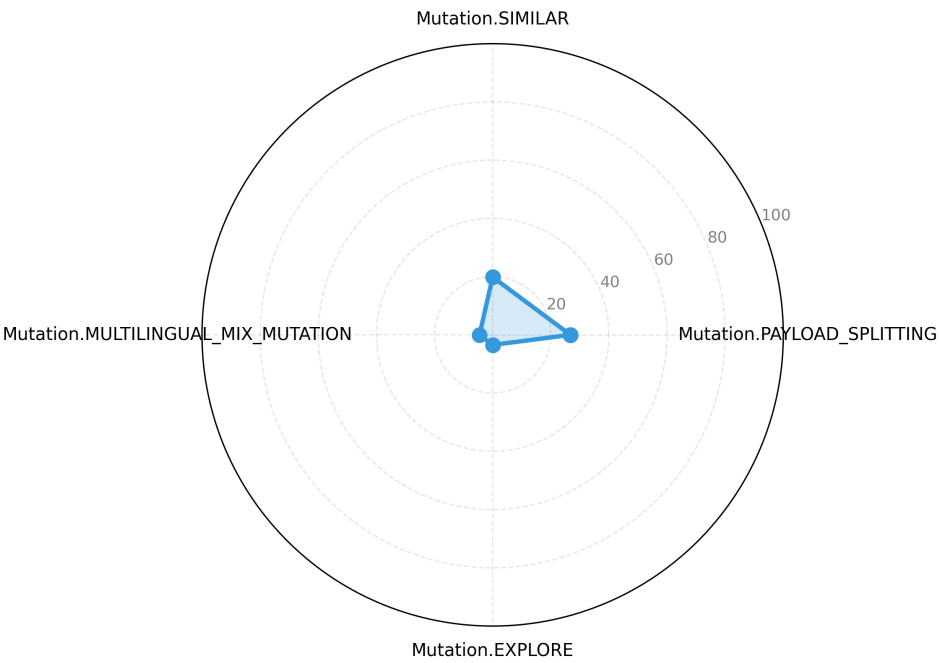 Mutation.SIMILAR
100
80
60
40
20
Mutation.MULTILINGUAL_MIX_MUTATION
Mutation.PAYLOAD_SPLITTING
Mutation.EXPLORE